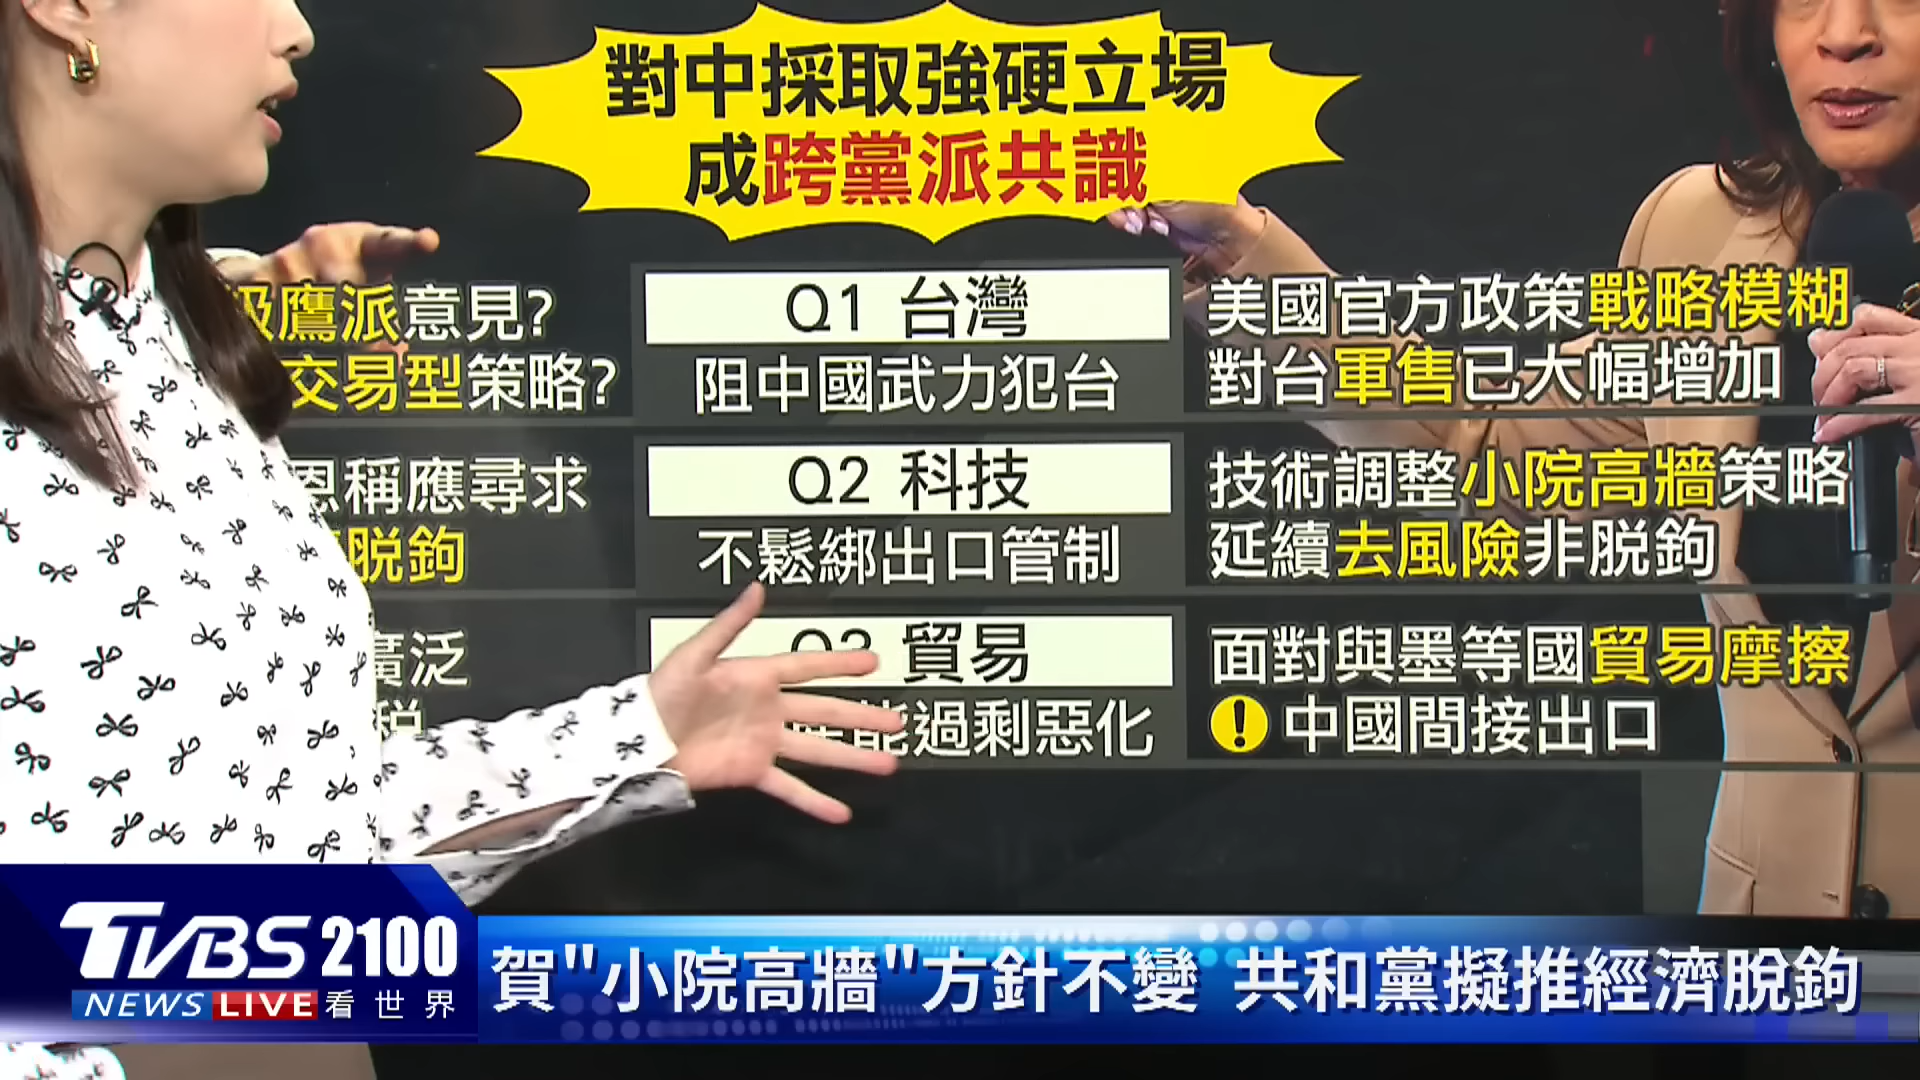 對中採取強硬立場
成跨黨派共識
級鷹派意見?
交易型策略?
Q1 台灣
阻中國武力犯台
美國官方政策戰略模糊
對台軍售已大幅增加
恩稱應尋求
脫鉤
Q2 科技
不鬆綁出口管制
技術調整小院高牆策略
延續去風險非脫鉤
廣泛
稅
Q3 貿易
產能過剩惡化
面對與墨等國貿易摩擦
! 中國間接出口
TVBS 2100
NEWS LIVE 看世界
賀"小院高牆"方針不變 共和黨擬推經濟脫鉤